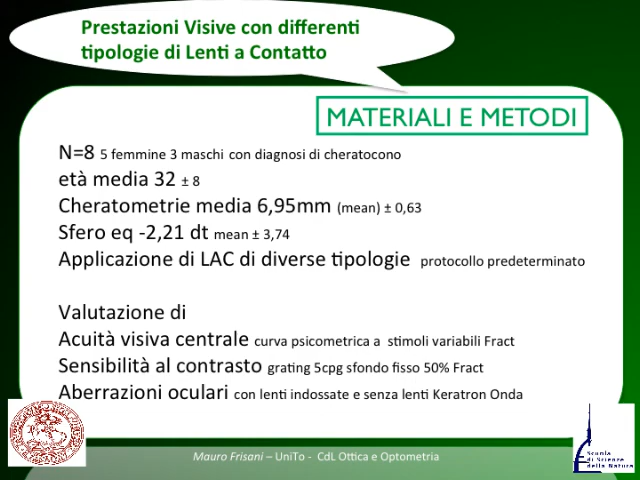 Prestazioni Visive con differenti
tipologie di Lenti a Contatto
MATERIALI E METODI
N=8 5 femmine 3 maschi con diagnosi di cheratocono
età media 32 ± 8
Cheratometrie media 6,95mm (mean) ± 0,63
Sfero eq -2,21 dt mean ± 3,74
Applicazione di LAC di diverse tipologie protocollo predeterminato
Valutazione di
Acuità visiva centrale curva psicometrica a stimoli variabili Fract
Sensibilità al contrasto grating 5cpg sfondo fisso 50% Fract
Aberrazioni oculari con lenti indossate e senza lenti Keratron Onda
Mauro Frisani – UniTo - CdL Ottica e Optometria
Scuola
di Scienze
della Natura